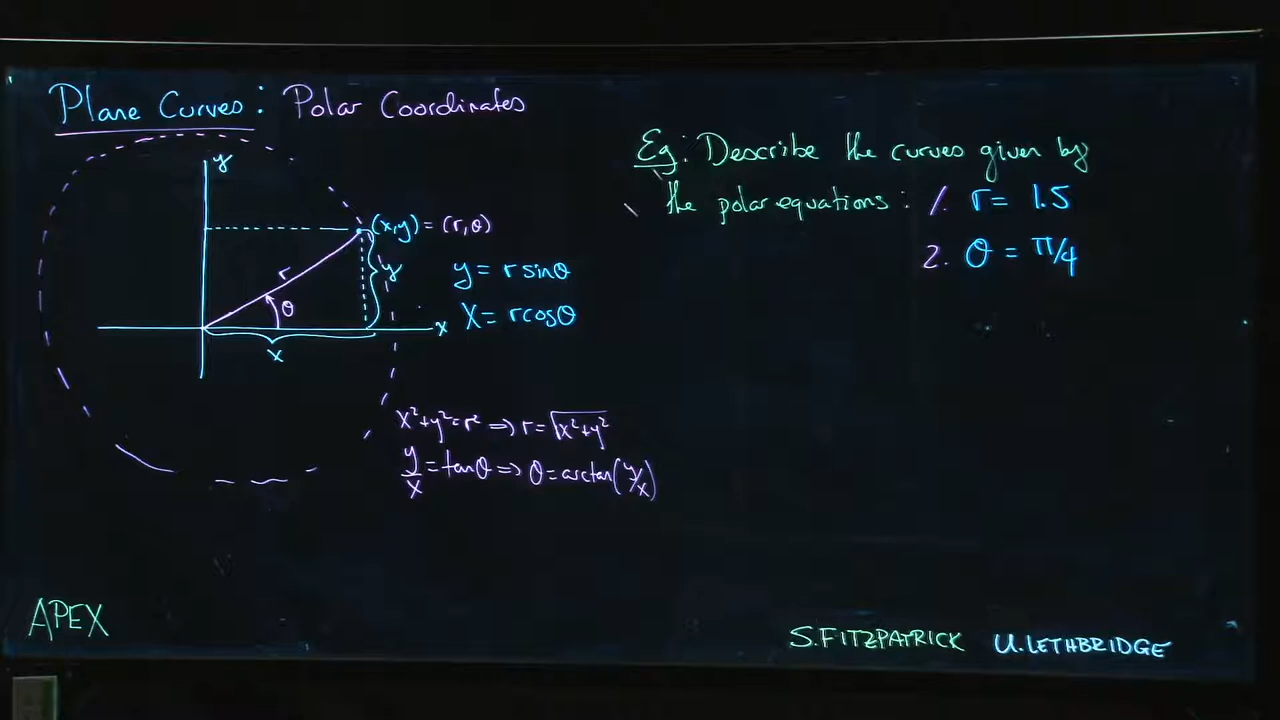 Plane Curves: Polar Coordinates
y
(x,y) = (r,θ)
r
y
θ
x
x
y = r sinθ
x = r cosθ
x²+y²=r² ⇒ r=√x²+y²
y/x = tanθ ⇒ θ=arctan(y/x)
Eg: Describe the curves given by
the polar equations: 1. r = 1.5
2. θ = π/4
APEX
S.FITZPATRICK U.LETHBRIDGE